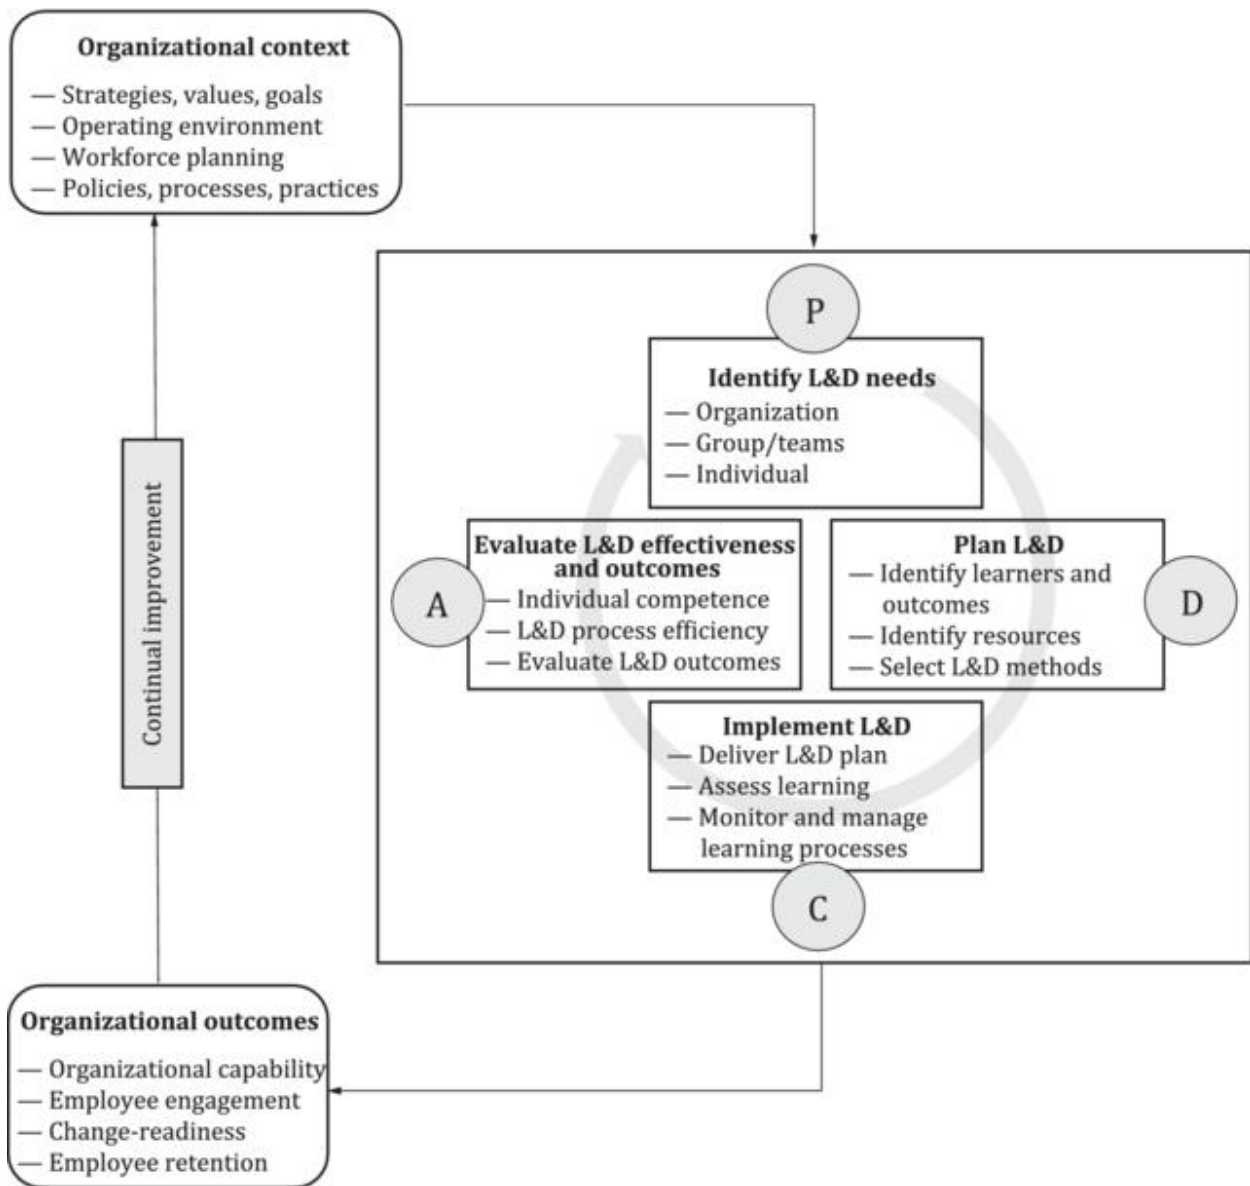 Organizational context
— Strategies, values, goals
— Operating environment
— Workforce planning
— Policies, processes, practices
P
Identify L&D needs
— Organization
— Group/teams
— Individual
Evaluate L&D effectiveness
and outcomes
— Individual competence
— L&D process efficiency
— Evaluate L&D outcomes
A
Plan L&D
— Identify learners and
outcomes
— Identify resources
— Select L&D methods
D
Implement L&D
— Deliver L&D plan
— Assess learning
— Monitor and manage
learning processes
C
Continual improvement
Organizational outcomes
— Organizational capability
— Employee engagement
— Change-readiness
— Employee retention